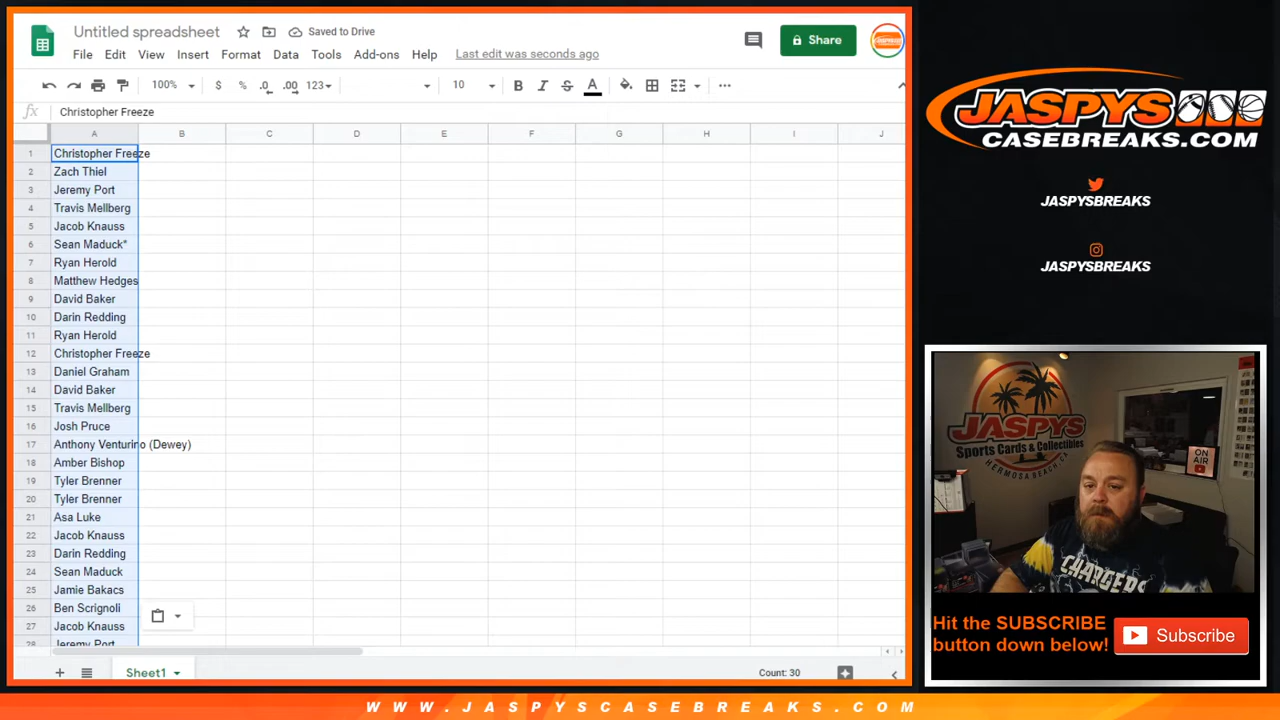 Untitled spreadsheet
Saved to Drive
File Edit View Insert Format Data Tools Add-ons Help Last edit was seconds ago
Share
100% $ % .0 .00 123 10 B I S A
fx Christopher Freeze
A B C D E F G H I J
1 Christopher Freeze
2 Zach Thiel
3 Jeremy Port
4 Travis Mellberg
5 Jacob Knauss
6 Sean Maduck*
7 Ryan Herold
8 Matthew Hedges
9 David Baker
10 Darin Redding
11 Ryan Herold
12 Christopher Freeze
13 Daniel Graham
14 David Baker
15 Travis Mellberg
16 Josh Pruce
17 Anthony Venturino (Dewey)
18 Amber Bishop
19 Tyler Brenner
20 Tyler Brenner
21 Asa Luke
22 Jacob Knauss
23 Darin Redding
24 Sean Maduck
25 Jamie Bakacs
26 Ben Scrignoli
27 Jacob Knauss
28 Jeremy Port
Sheet1
Count: 30
JASPYS
CASEBREAKS.COM
JASPYSBREAKS
JASPYSBREAKS
JASPYS
Sports Cards & Collectibles
HERMOSA BEACH, CA
ON AIR
CHARGERS
Hit the SUBSCRIBE
button down below!
Subscribe
WWW.JASPYSCASEBREAKS.COM